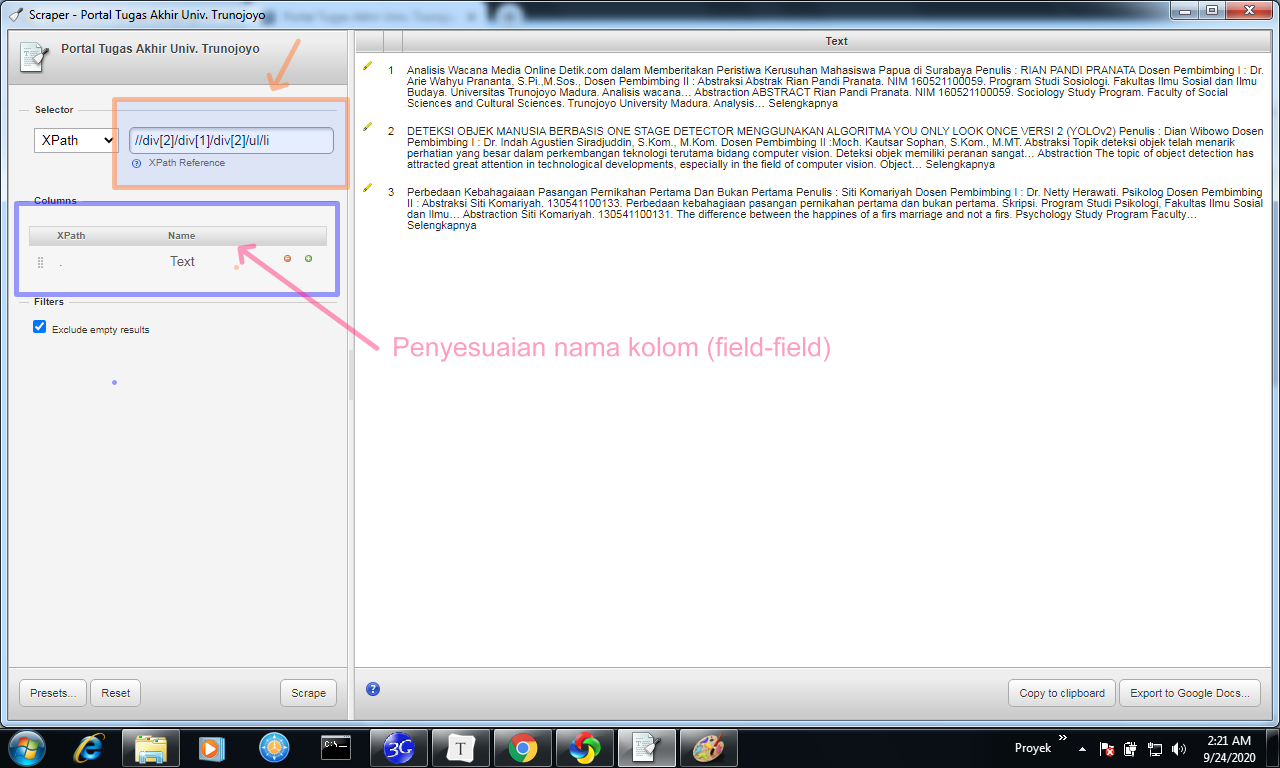 Scraper - Portal Tugas Akhir Univ. Trunojoyo
Portal Tugas Akhir Univ. Trunojoyo
Selector
XPath
//div[2]/div[1]/div[2]/ul/li
XPath Reference
Columns
XPath Name
. Text
Filters
Exclude empty results
Presets... Reset Scrape
Text
1 Analisis Wacana Media Online Detik.com dalam Memberitakan Peristiwa Kerusuhan Mahasiswa Papua di Surabaya Penulis : RIAN PANDI PRANATA Dosen Pembimbing I : Dr.
Arie Wahyu Prananta, S.Pi.,M.Sos., Dosen Pembimbing II : Abstraksi Abstrak Rian Pandi Pranata. NIM 160521100059. Program Studi Sosiologi. Fakultas Ilmu Sosial dan Ilmu
Budaya. Universitas Trunojoyo Madura. Analisis wacana… Abstraction ABSTRACT Rian Pandi Pranata. NIM 160521100059. Sociology Study Program. Faculty of Social
Sciences and Cultural Sciences. Trunojoyo University Madura. Analysis… Selengkapnya
2 DETEKSI OBJEK MANUSIA BERBASIS ONE STAGE DETECTOR MENGGUNAKAN ALGORITMA YOU ONLY LOOK ONCE VERSI 2 (YOLOv2) Penulis : Dian Wibowo Dosen
Pembimbing I : Dr. Indah Agustien Siradjuddin, S.Kom., M.Kom. Dosen Pembimbing II :Moch. Kautsar Sophan, S.Kom., M.MT. Abstraksi Topik deteksi objek telah menarik
perhatian yang besar dalam perkembangan teknologi terutama bidang computer vision. Deteksi objek memiliki peranan sangat… Abstraction The topic of object detection has
attracted great attention in technological developments, especially in the field of computer vision. Object… Selengkapnya
3 Perbedaan Kebahagaiaan Pasangan Pernikahan Pertama Dan Bukan Pertama Penulis : Siti Komariyah Dosen Pembimbing I : Dr. Netty Herawati. Psikolog Dosen Pembimbing
II : Abstraksi Siti Komariyah. 130541100133. Perbedaan kebahagiaan pasangan pernikahan pertama dan bukan pertama. Skripsi. Program Studi Psikologi, Fakultas Ilmu Sosial
dan Ilmu… Abstraction Siti Komariyah. 130541100131. The difference between the happines of a firs marriage and not a firs. Psychology Study Program Faculty…
Selengkapnya
Penyesuaian nama kolom (field-field)
Copy to clipboard Export to Google Docs...
C:\
3G
T
Proyek
2:21 AM
9/24/2020